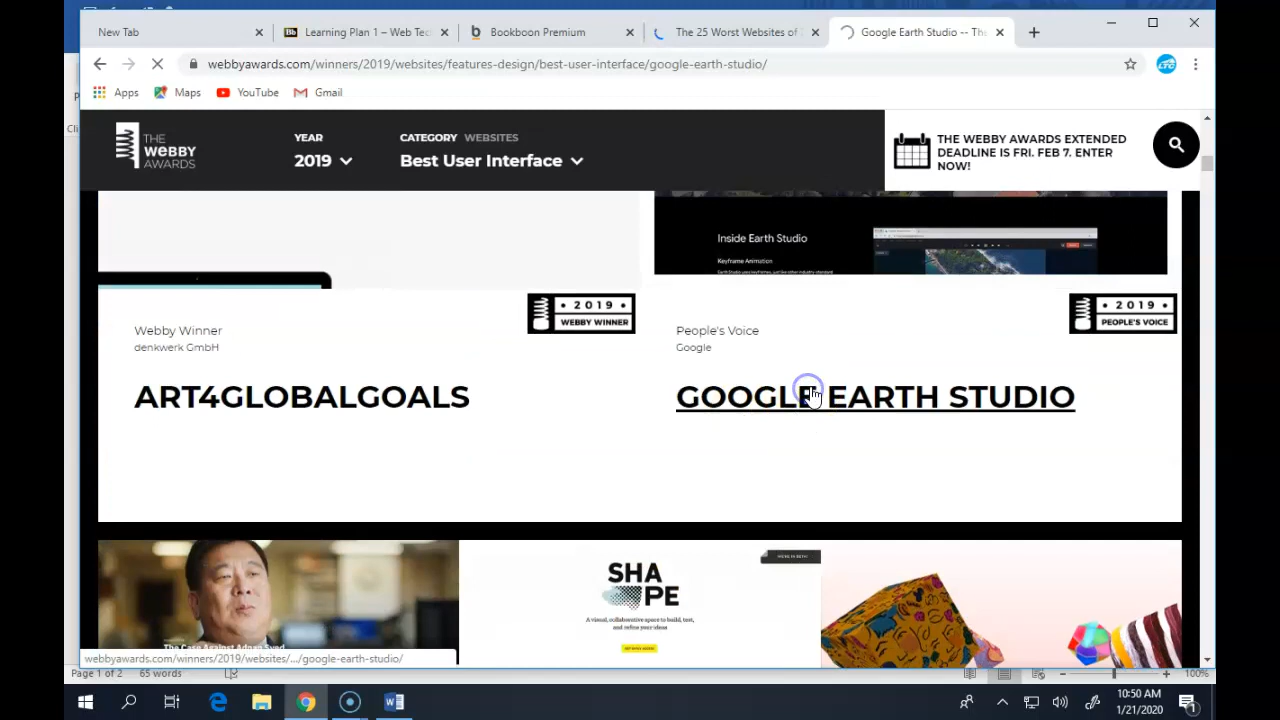 New Tab
Learning Plan 1 – Web Tec
Bookboon Premium
The 25 Worst Websites of
Google Earth Studio -- The
webbyawards.com/winners/2019/websites/features-design/best-user-interface/google-earth-studio/
Apps
Maps
YouTube
Gmail
THE
WEBBY
AWARDS
YEAR
2019
CATEGORY WEBSITES
Best User Interface
THE WEBBY AWARDS EXTENDED
DEADLINE IS FRI. FEB 7. ENTER
NOW!
Inside Earth Studio
Keyframe Animation
2019
WEBBY WINNER
2019
PEOPLE'S VOICE
Webby Winner
denkwerk GmbH
ART4GLOBALGOALS
People's Voice
Google
GOOGLE EARTH STUDIO
The Case Against Adnan Syed
SHA
PE
A visual, collaborative space to build, test,
and refine your ideas
webbyawards.com/winners/2019/websites/.../google-earth-studio/
Page 1 of 2
65 words
100%
10:50 AM
1/21/2020